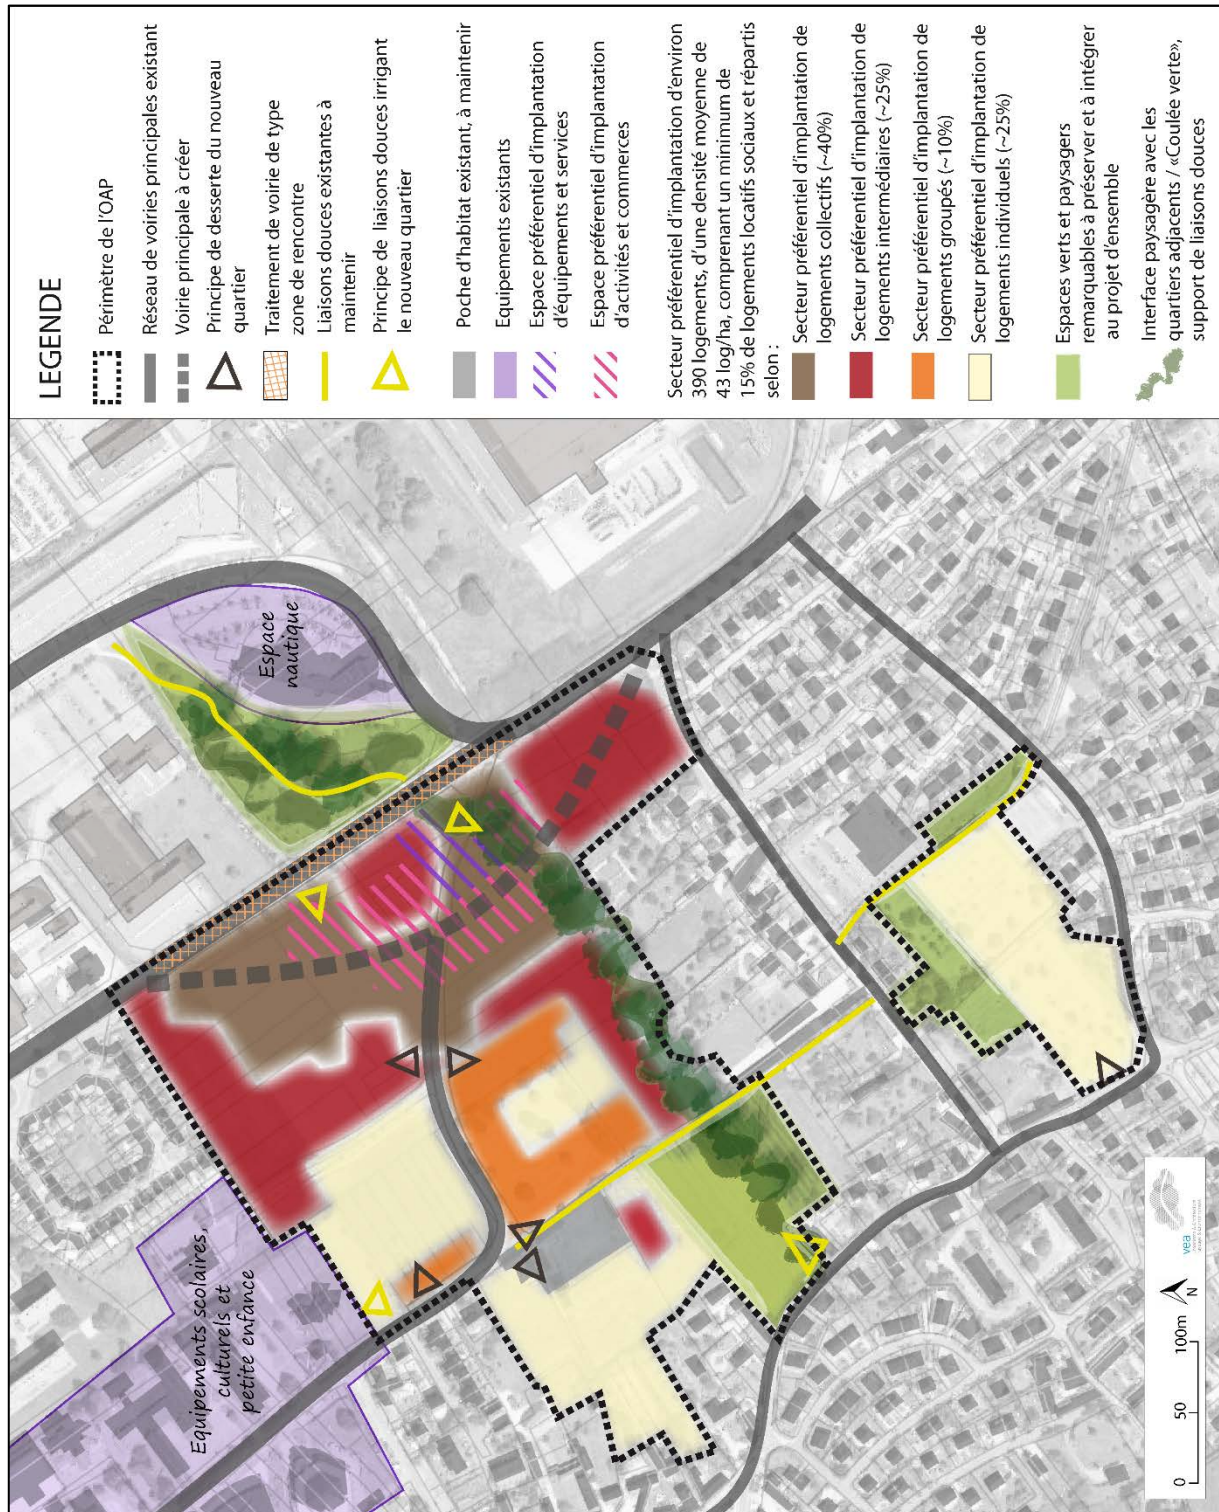 LEGENDE
Périmètre de l'OAP
Réseau de voiries principales existant
Voirie principale à créer
Principe de desserte du nouveau
quartier
Traitement de voirie de type
zone de rencontre
Liaisons douces existantes à
maintenir
Principe de liaisons douces irrigant
le nouveau quartier
Poche d'habitat existant, à maintenir
Equipements existants
Espace préférentiel d'implantation
d'équipements et services
Espace préférentiel d'implantation
d'activités et commerces
Secteur préférentiel d'implantation d'environ
390 logements, d'une densité moyenne de
43 log/ha, comprenant un minimum de
15% de logements locatifs sociaux et répartis
selon :
Secteur préférentiel d'implantation de
logements collectifs (~40%)
Secteur préférentiel d'implantation de
logements intermédiaires (~25%)
Secteur préférentiel d'implantation de
logements groupés (~10%)
Secteur préférentiel d'implantation de
logements individuels (~25%)
Espaces verts et paysagers
remarquables à préserver et à intégrer
au projet d'ensemble
Interface paysagère avec les
quartiers adjacents / «Coulée verte»,
support de liaisons douces
Espace
nautique
Equipements scolaires,
culturels et
petite enfance
0 50 100m
N
vea